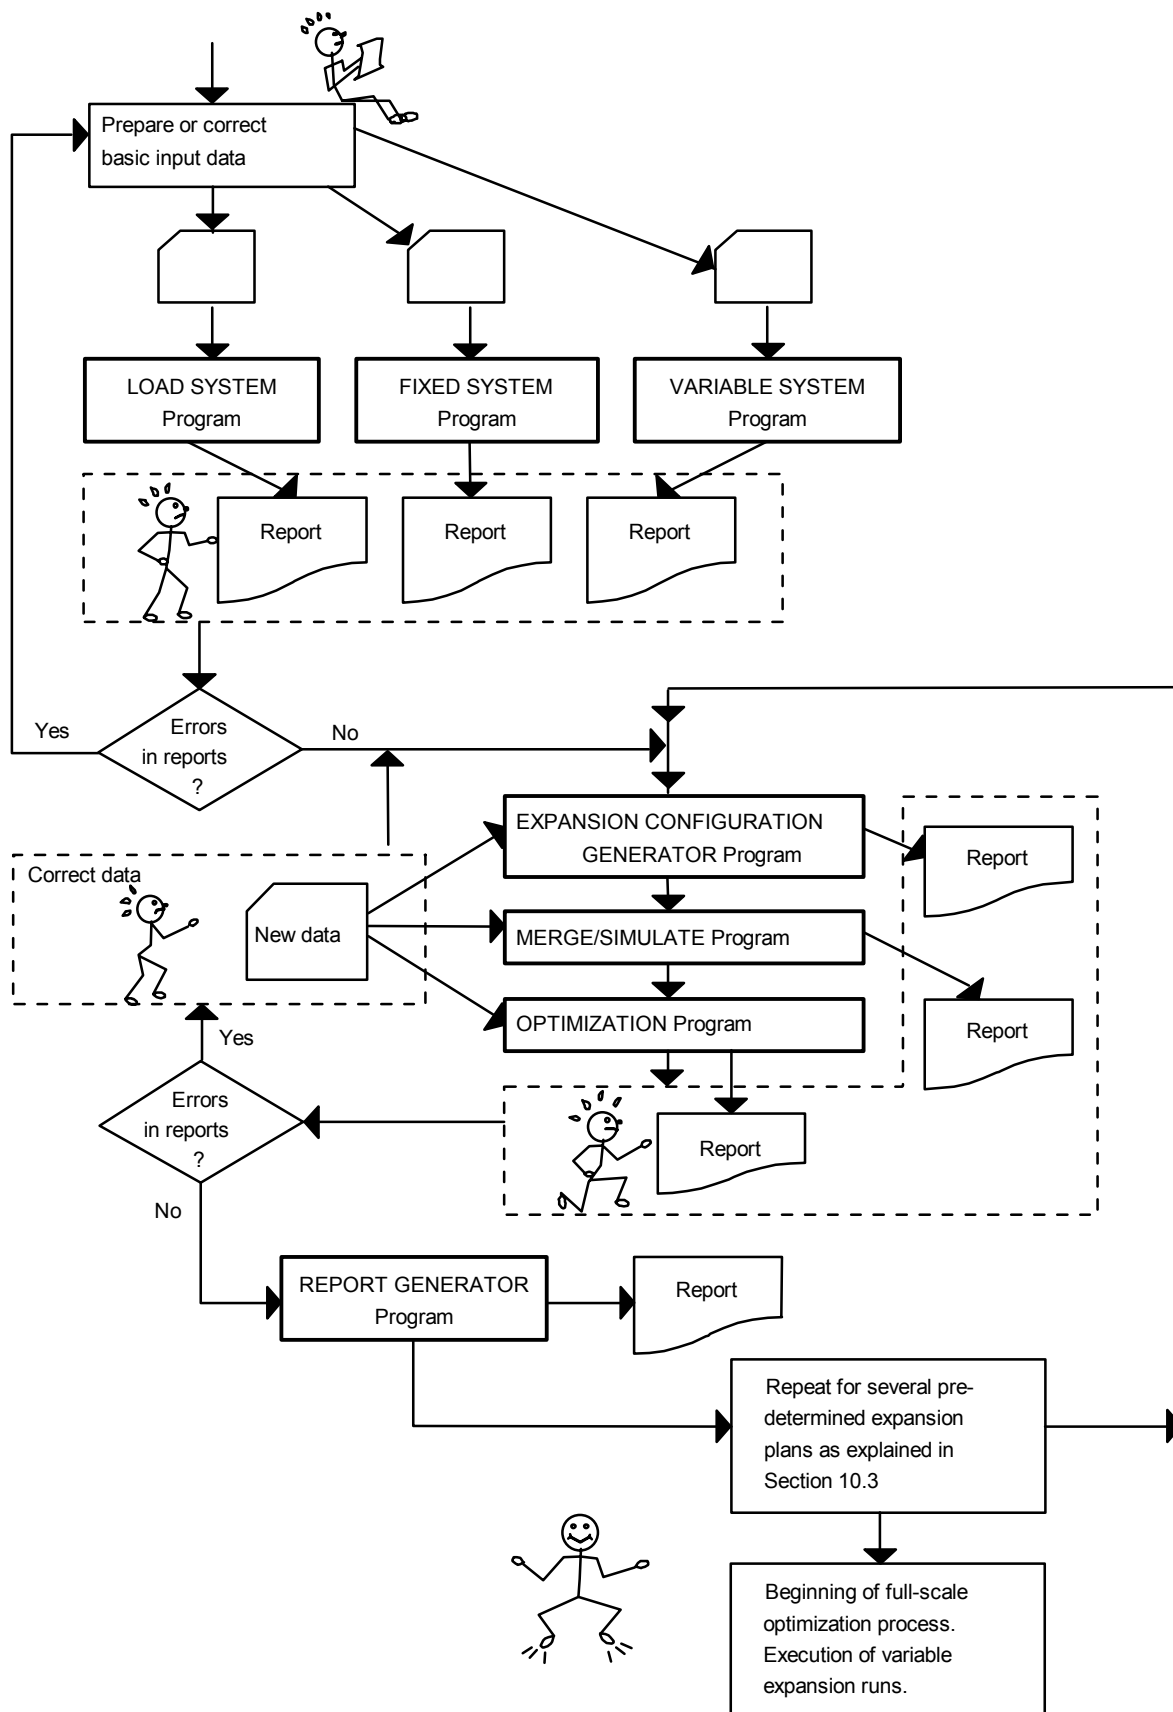 Prepare or correct
basic input data
LOAD SYSTEM
Program
FIXED SYSTEM
Program
VARIABLE SYSTEM
Program
Report
Report
Report
Yes
Errors
in reports
?
No
EXPANSION CONFIGURATION
GENERATOR Program
Report
Correct data
New data
MERGE/SIMULATE Program
Report
OPTIMIZATION Program
Yes
Errors
in reports
?
Report
No
REPORT GENERATOR
Program
Report
Repeat for several pre-
determined expansion
plans as explained in
Section 10.3
Beginning of full-scale
optimization process.
Execution of variable
expansion runs.